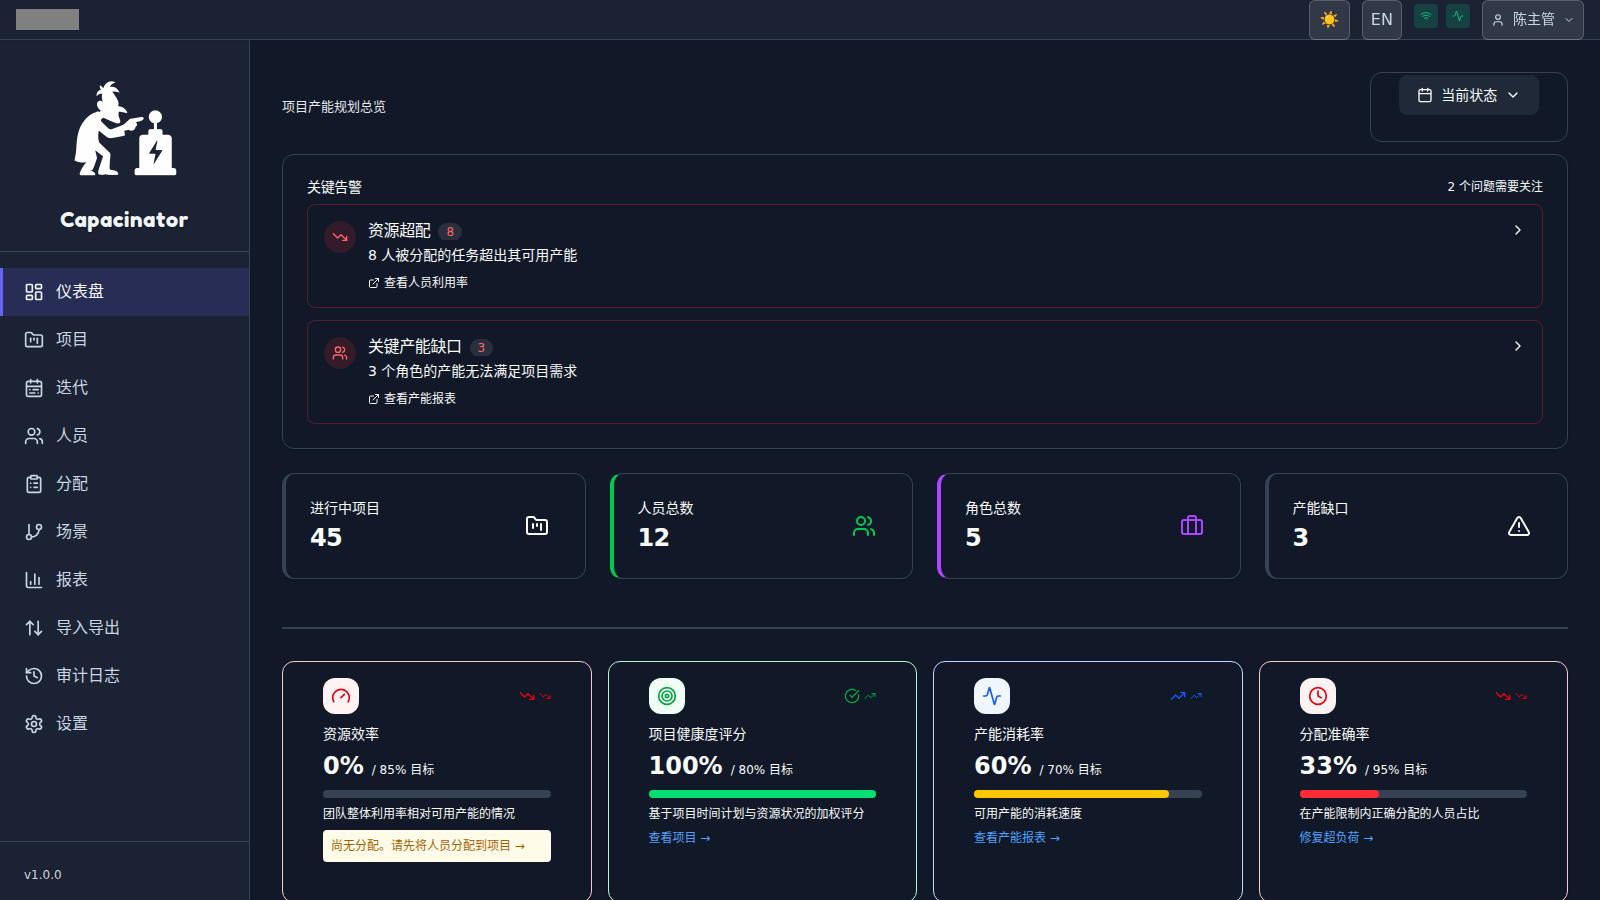 EN
陈主管
Capacinator
仪表盘
项目
迭代
人员
分配
场景
报表
导入导出
审计日志
设置
v1.0.0
项目产能规划总览
当前状态
关键告警
2 个问题需要关注
资源超配 8
8 人被分配的任务超出其可用产能
查看人员利用率
关键产能缺口 3
3 个角色的产能无法满足项目需求
查看产能报表
进行中项目
45
人员总数
12
角色总数
5
产能缺口
3
资源效率
0% / 85% 目标
团队整体利用率相对可用产能的情况
尚无分配。请先将人员分配到项目 →
项目健康度评分
100% / 80% 目标
基于项目时间计划与资源状况的加权评分
查看项目 →
产能消耗率
60% / 70% 目标
可用产能的消耗速度
查看产能报表 →
分配准确率
33% / 95% 目标
在产能限制内正确分配的人员占比
修复超负荷 →